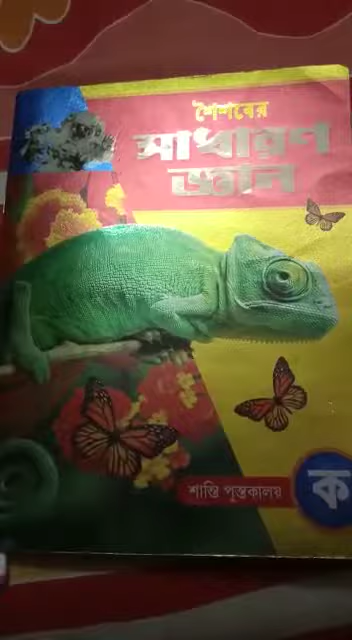 শৈশবের
সাধারণ
জ্ঞান
শান্তি পুস্তকালয়
ক